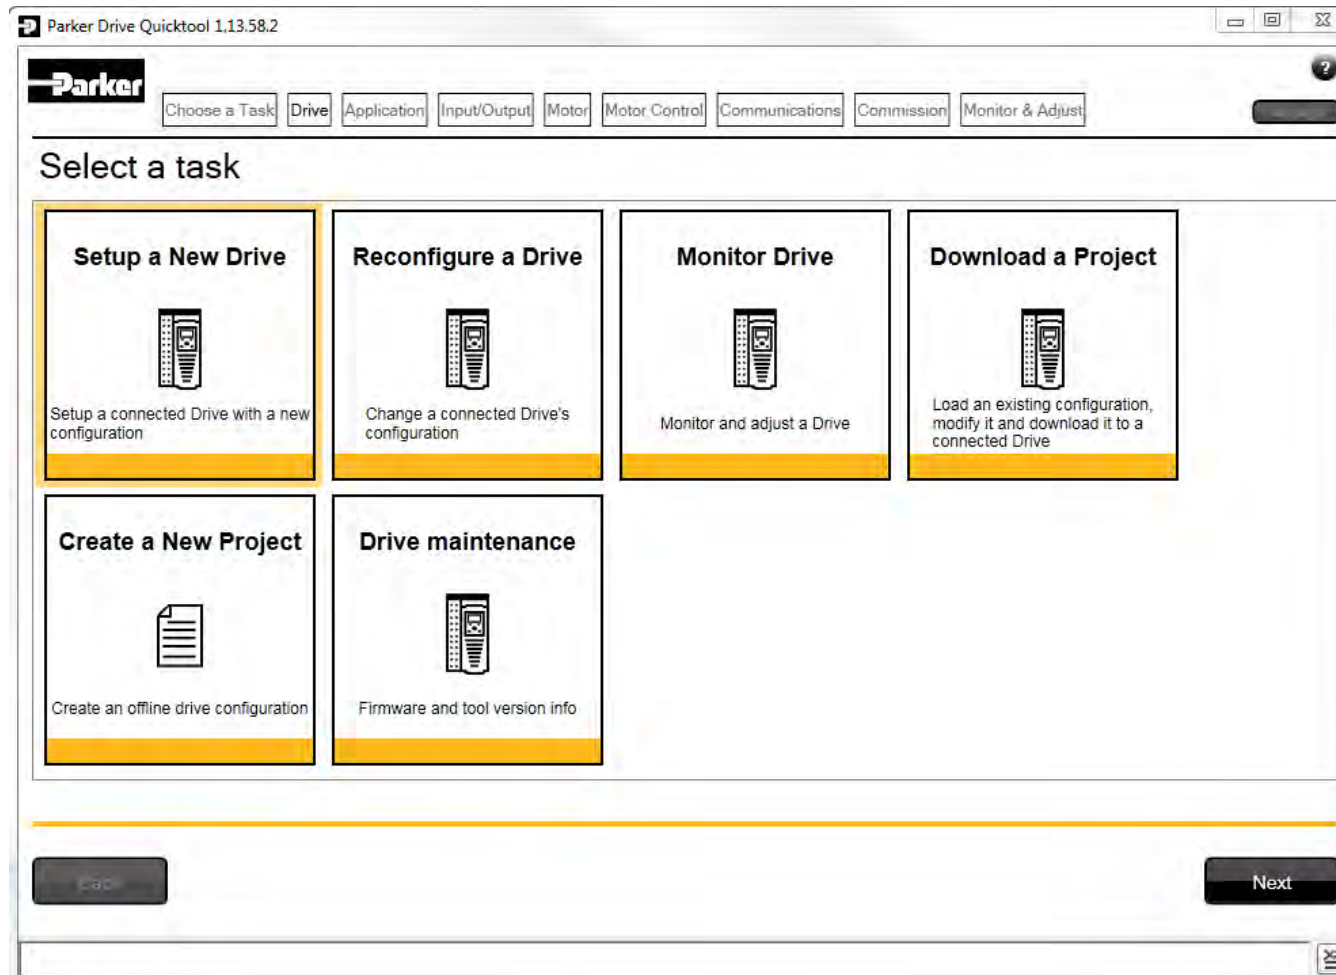 Parker Drive Quicktool 1.13.58.2
Parker
?
Choose a Task Drive Application Input/Output Motor Motor Control Communications Commission Monitor & Adjust
Select a task
Setup a New Drive
Setup a connected Drive with a new
configuration
Reconfigure a Drive
Change a connected Drive's
configuration
Monitor Drive
Monitor and adjust a Drive
Download a Project
Load an existing configuration,
modify it and download it to a
connected Drive
Create a New Project
Create an offline drive configuration
Drive maintenance
Firmware and tool version info
Back
Next